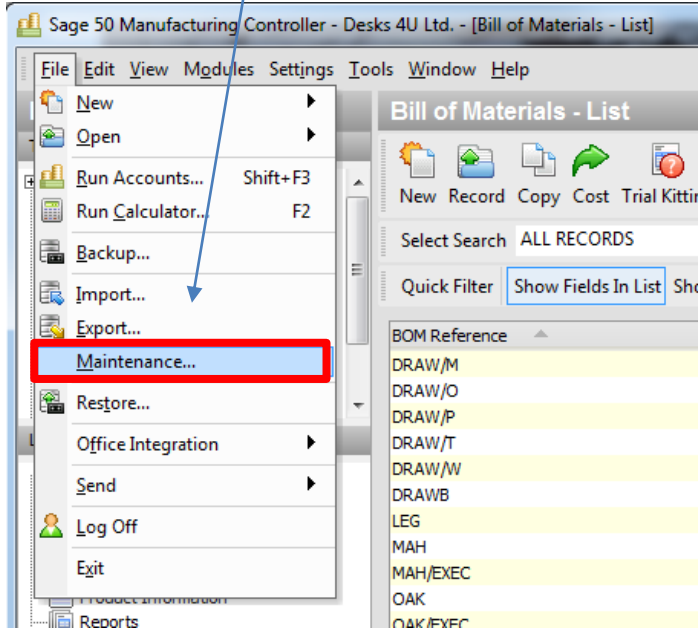 Sage 50 Manufacturing Controller - Desks 4U Ltd. - [Bill of Materials - List]
File Edit View Modules Settings Tools Window Help
New
Open
Run Accounts... Shift+F3
Run Calculator... F2
Backup...
Import...
Export...
Maintenance...
Restore...
Office Integration
Send
Log Off
Exit
Product Information
Reports
Bill of Materials - List
New Record Copy Cost Trial
Select Search ALL RECORDS
Quick Filter Show Fields In List
BOM Reference
DRAW/M
DRAW/O
DRAW/P
DRAW/T
DRAW/W
DRAWB
LEG
MAH
MAH/EXEC
OAK
OAK/EXEC